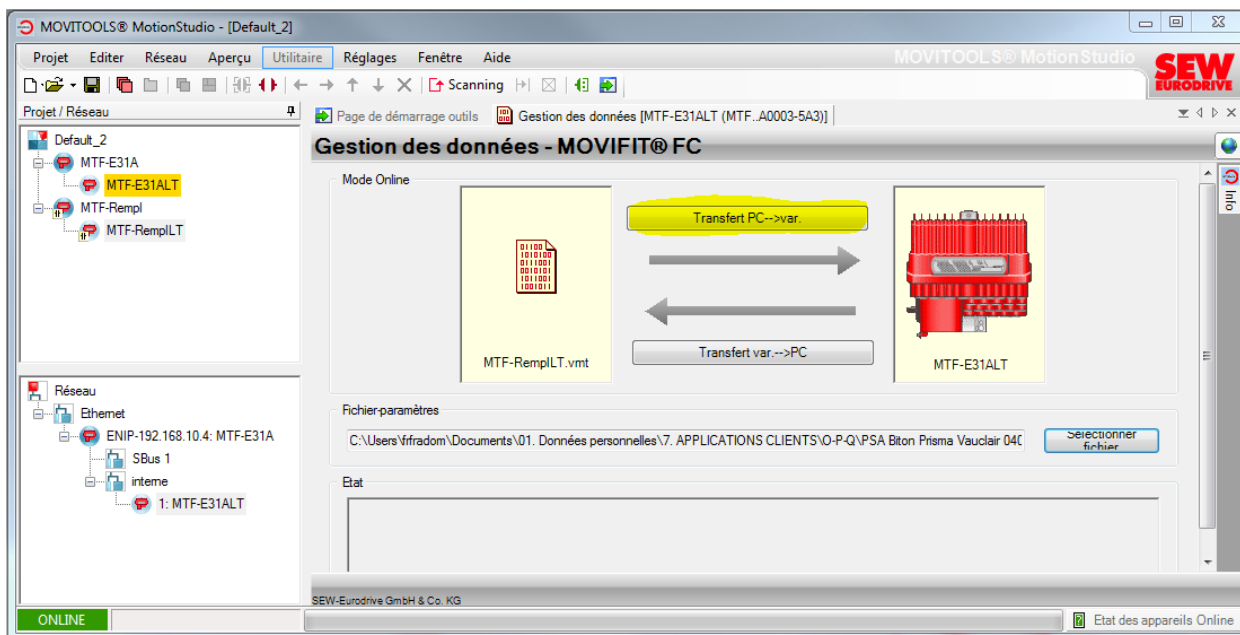 MOVITOOLS® MotionStudio - [Default_2]
Projet Editer Réseau Aperçu Utilitaire Réglages Fenêtre Aide
MOVITOOLS® MotionStudio
SEW
EURODRIVE
Scanning
Projet / Réseau
Page de démarrage outils
Gestion des données [MTF-E31ALT (MTF..A0003-5A3)]
Default_2
MTF-E31A
MTF-E31ALT
MTF-Rempl
MTF-RemplLT
Gestion des données - MOVIFIT® FC
Info
Mode Online
Transfert PC-->var.
Transfert var.-->PC
MTF-RemplLT.vmt
MTF-E31ALT
Réseau
Ethernet
ENIP-192.168.10.4: MTF-E31A
SBus 1
interne
1: MTF-E31ALT
Fichier-paramètres
C:\Users\frfradom\Documents\01. Données personnelles\7. APPLICATIONS CLIENTS\O-P-Q\PSA Biton Prisma Vauclair 040
Sélectionner
fichier
Etat
SEW-Eurodrive GmbH & Co. KG
ONLINE
Etat des appareils Online